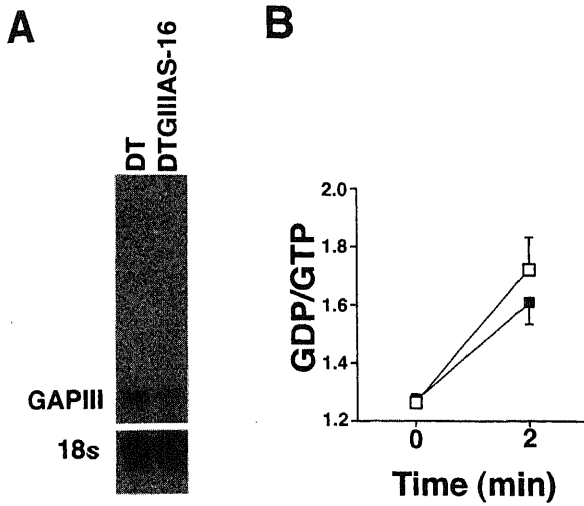 A
DT
DTGIIIAS-16
GAPIII
18s
B
GDP/GTP
2.0
1.8
1.6
1.4
1.2
0
2
Time (min)